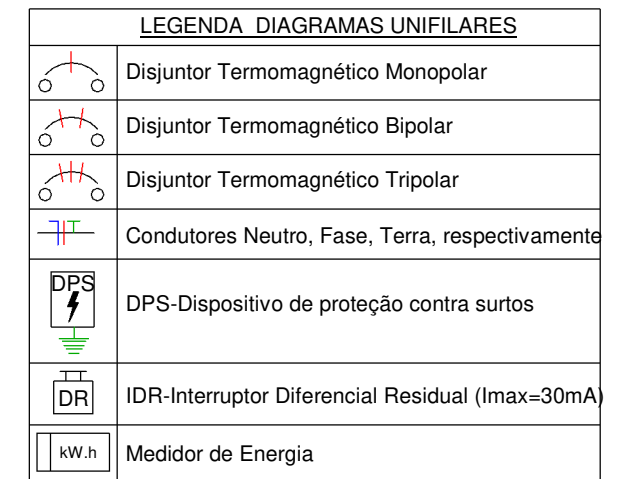 LEGENDA DIAGRAMAS UNIFILARES
Disjuntor Termomagnético Monopolar
Disjuntor Termomagnético Bipolar
Disjuntor Termomagnético Tripolar
Condutores Neutro, Fase, Terra, respectivamente
DPS
DPS-Dispositivo de proteção contra surtos
DR
IDR-Interruptor Diferencial Residual (Imax=30mA)
kW.h
Medidor de Energia